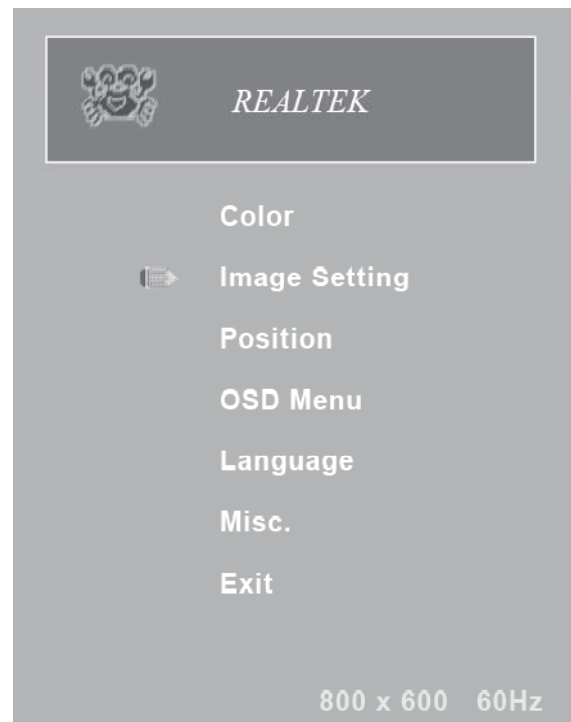 REALTEK
Color
Image Setting
Position
OSD Menu
Language
Misc.
Exit
800 x 600 60Hz